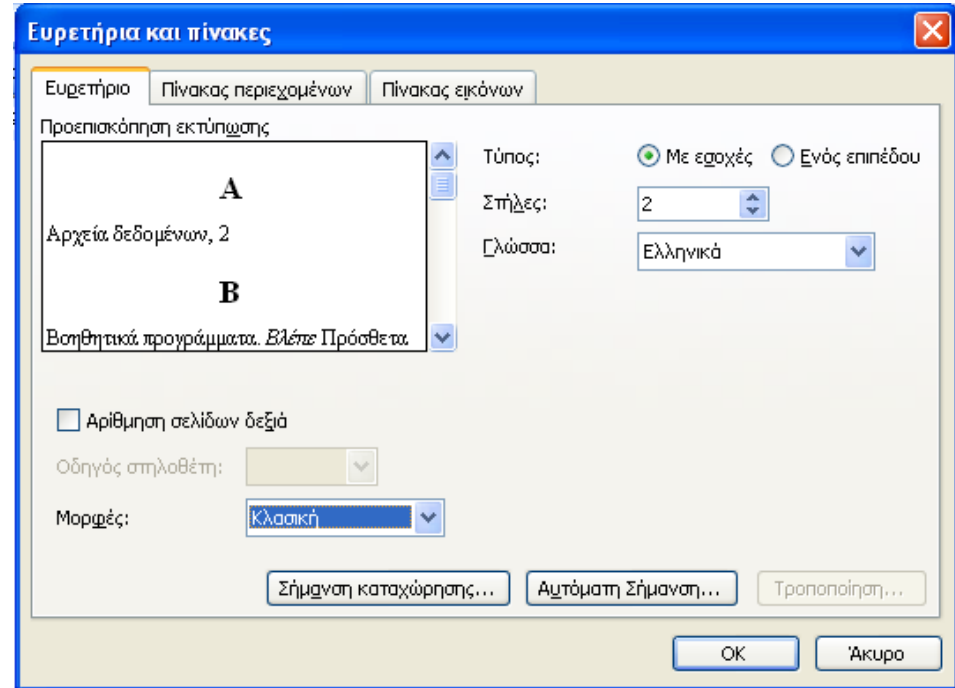 Ευρετήρια και πίνακες
Ευρετήριο Πίνακας περιεχομένων Πίνακας εικόνων
Προεπισκόπηση εκτύπωσης
A
Αρχεία δεδομένων, 2
B
Βοηθητικά προγράμματα. Βλέπε Πρόσθετα
Τύπος: Με εσοχές Ενός επιπέδου
Στήλες: 2
Γλώσσα: Ελληνικά
Αρίθμηση σελίδων δεξιά
Οδηγός στηλοθέτη:
Μορφές: Κλασική
Σήμανση καταχώρησης... Αυτόματη Σήμανση... Τροποποίηση...
OK Άκυρο